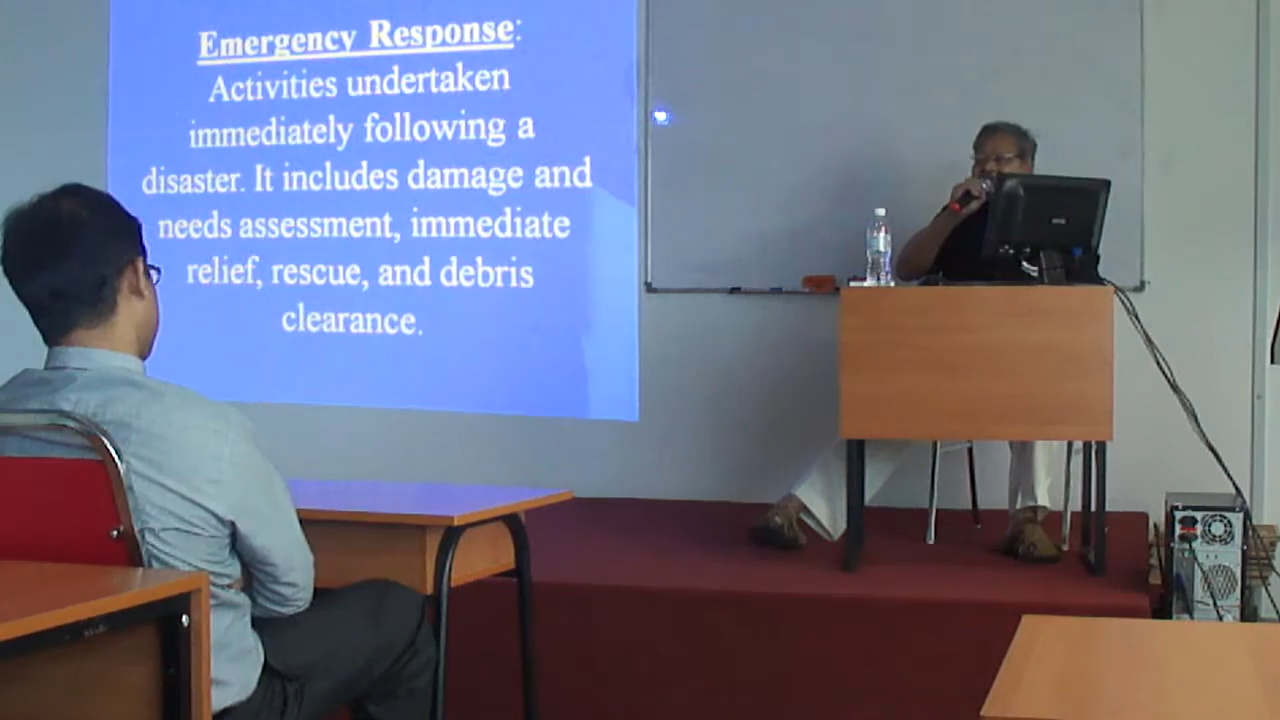 Emergency Response:
Activities undertaken
immediately following a
disaster. It includes damage and
needs assessment, immediate
relief, rescue, and debris
clearance.